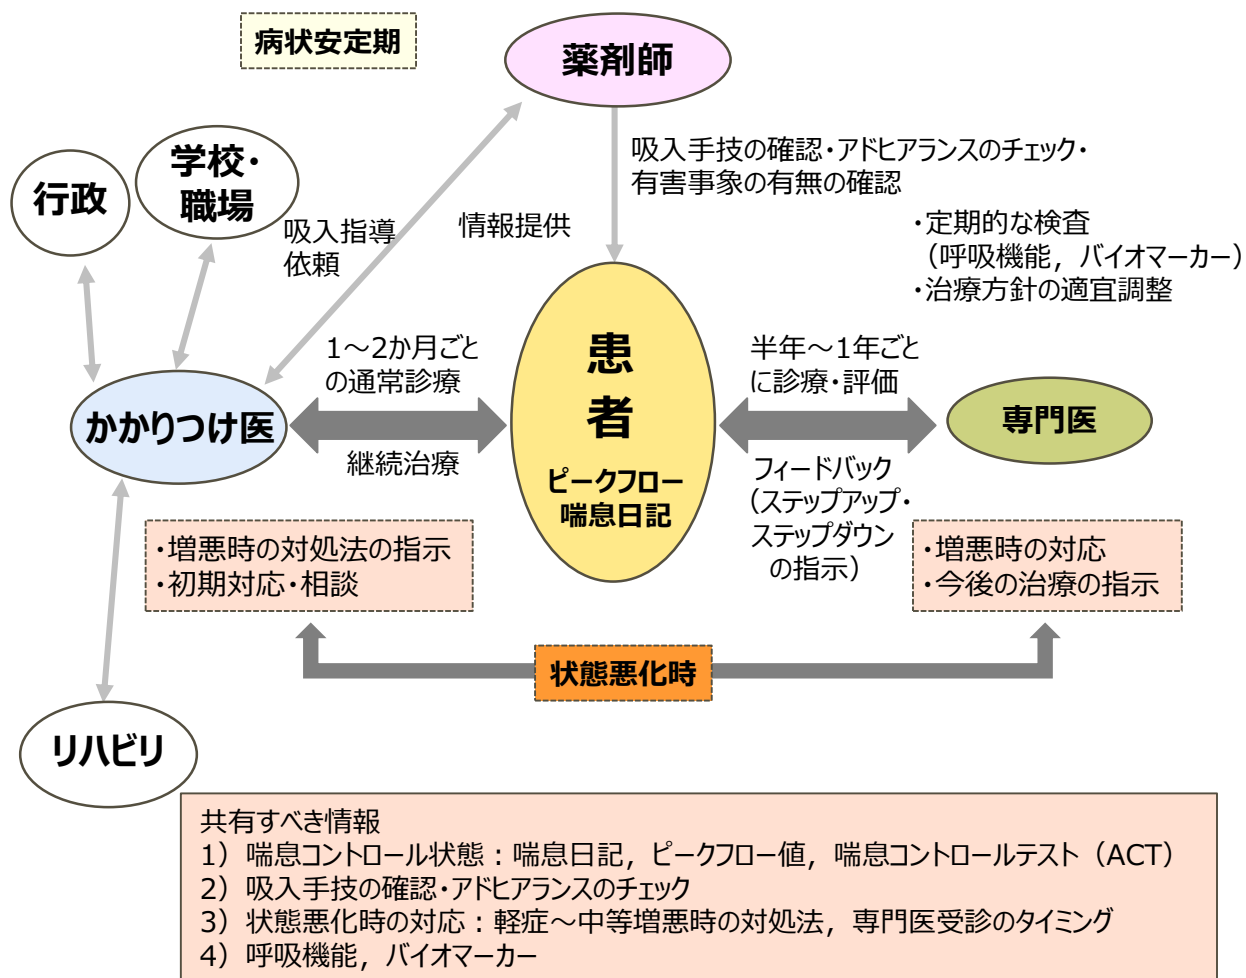 病状安定期
薬剤師
行政
学校・
職場
吸入手技の確認・アドヒアランスのチェック・
有害事象の有無の確認
吸入指導
依頼
情報提供
・定期的な検査
（呼吸機能，バイオマーカー）
・治療方針の適宜調整
1～2か月ごと
の通常診療
患
者
ピークフロー
喘息日記
半年～1年ごと
に診療・評価
かかりつけ医
専門医
継続治療
フィードバック
（ステップアップ・
ステップダウン
の指示）
・増悪時の対処法の指示
・初期対応・相談
・増悪時の対応
・今後の治療の指示
状態悪化時
リハビリ
共有すべき情報
1）喘息コントロール状態：喘息日記，ピークフロー値，喘息コントロールテスト（ACT）
2）吸入手技の確認・アドヒアランスのチェック
3）状態悪化時の対応：軽症～中等増悪時の対処法，専門医受診のタイミング
4）呼吸機能，バイオマーカー